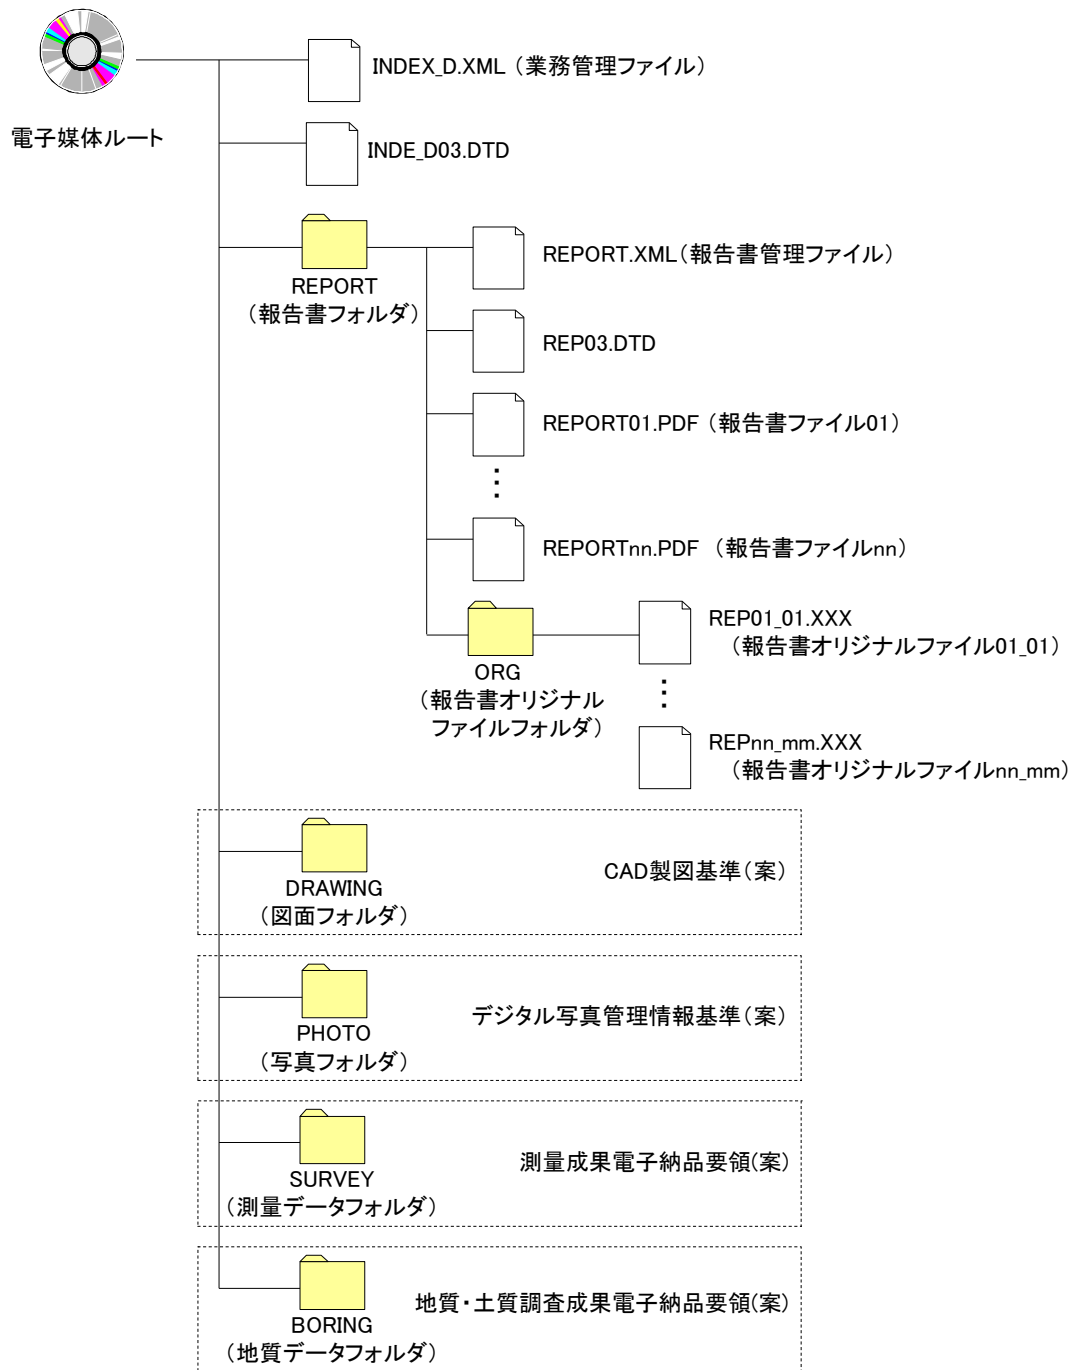 INDEX_D.XML（業務管理ファイル）
電子媒体ルート
INDE_D03.DTD
REPORT
（報告書フォルダ）
REPORT.XML（報告書管理ファイル）
REP03.DTD
REPORT01.PDF（報告書ファイル01）
REPORTnn.PDF （報告書ファイルnn）
ORG
（報告書オリジナル
ファイルフォルダ）
REP01_01.XXX
（報告書オリジナルファイル01_01）
REPnn_mm.XXX
（報告書オリジナルファイルnn_mm）
DRAWING
（図面フォルダ）
CAD製図基準（案）
PHOTO
（写真フォルダ）
デジタル写真管理情報基準（案）
SURVEY
（測量データフォルダ）
測量成果電子納品要領(案)
BORING
（地質データフォルダ）
地質・土質調査成果電子納品要領(案)